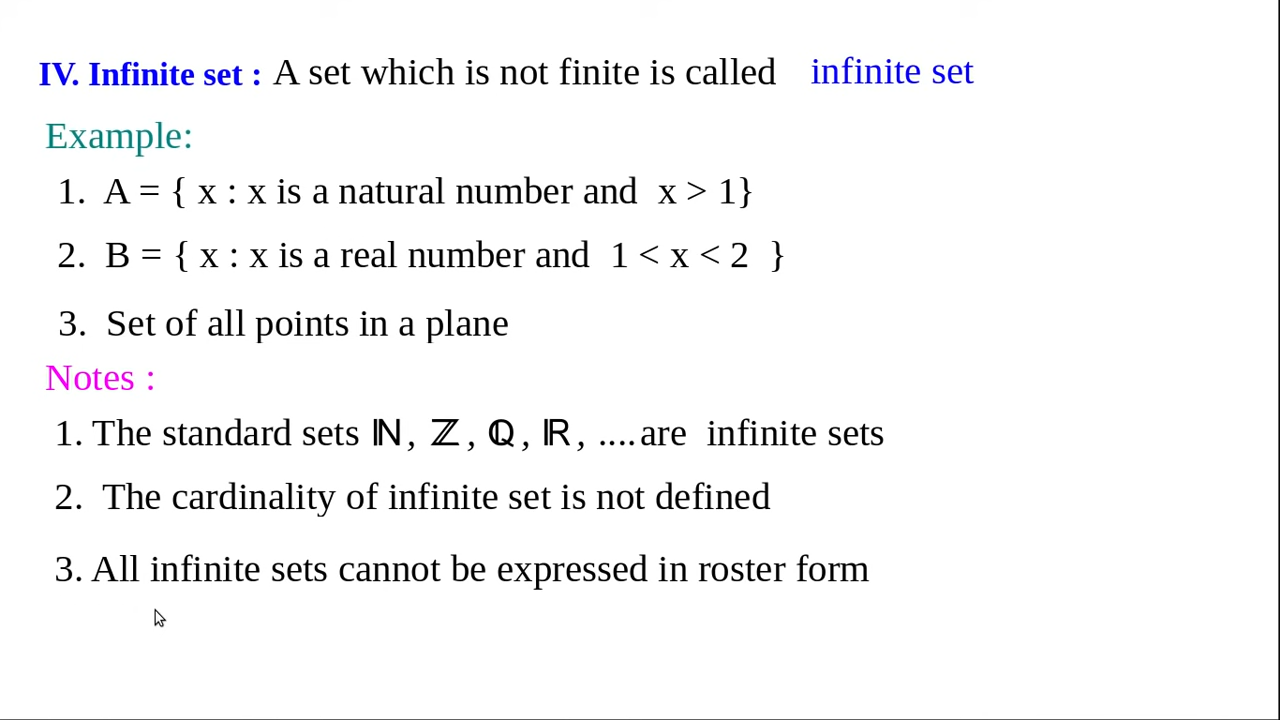 IV. Infinite set : A set which is not finite is called infinite set
Example:
1. A = { x : x is a natural number and x > 1}
2. B = { x : x is a real number and 1 < x < 2 }
3. Set of all points in a plane
Notes :
1. The standard sets ℕ, ℤ, ℚ, ℝ, ....are infinite sets
2. The cardinality of infinite set is not defined
3. All infinite sets cannot be expressed in roster form